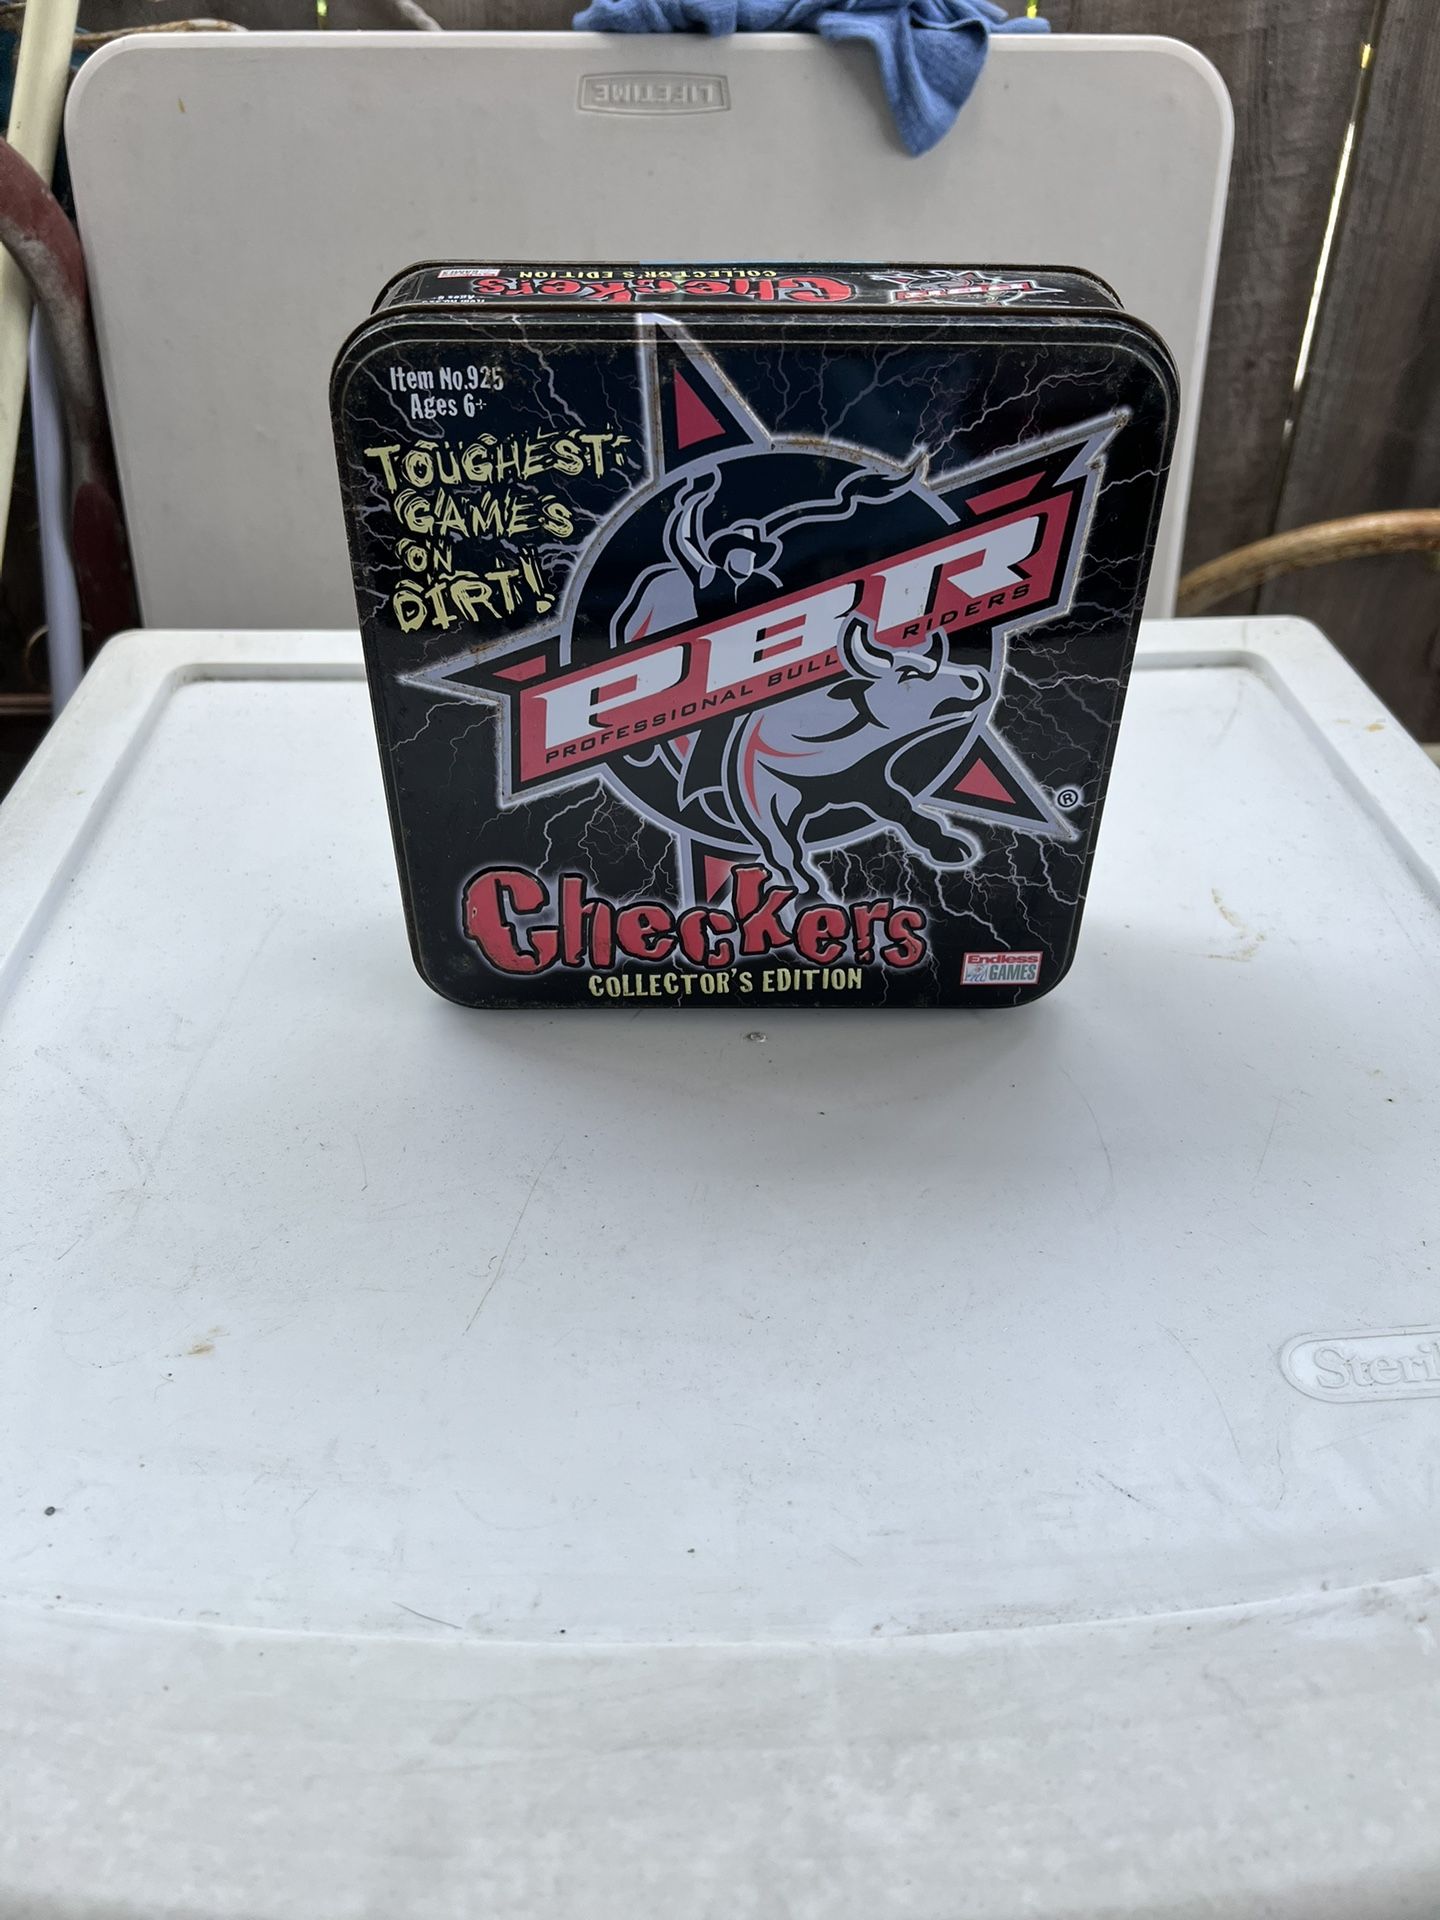 LIFETIME
COLLECTOR'S EDITION
Checkers
Item No.925
Ages 6+
TOUGHEST
GAMES
ON
DIRT!
PBR
PROFESSIONAL BULL RIDERS
®
Checkers
COLLECTOR'S EDITION
Endless
GAMES
Steril